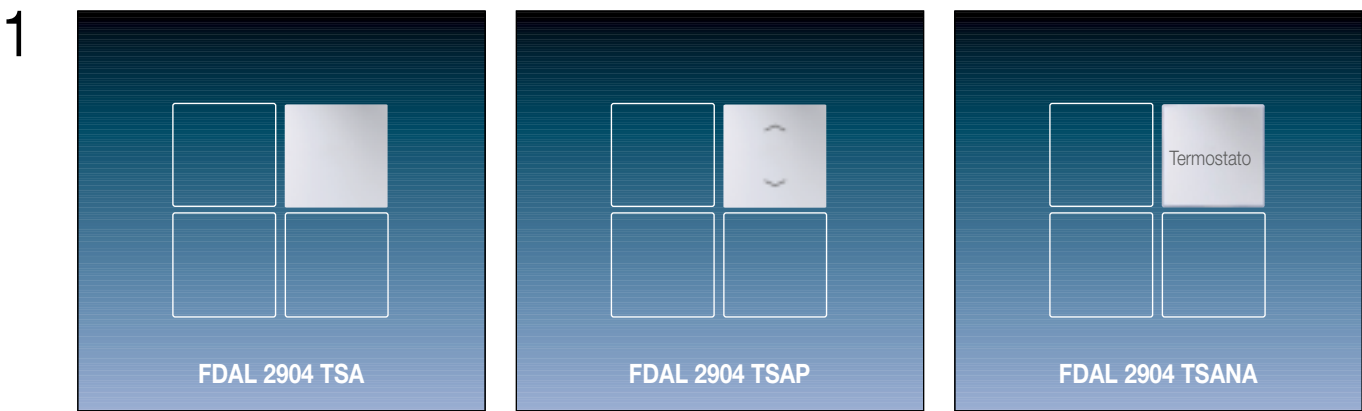 1
Termostato
FDAL 2904 TSA
FDAL 2904 TSAP
FDAL 2904 TSANA